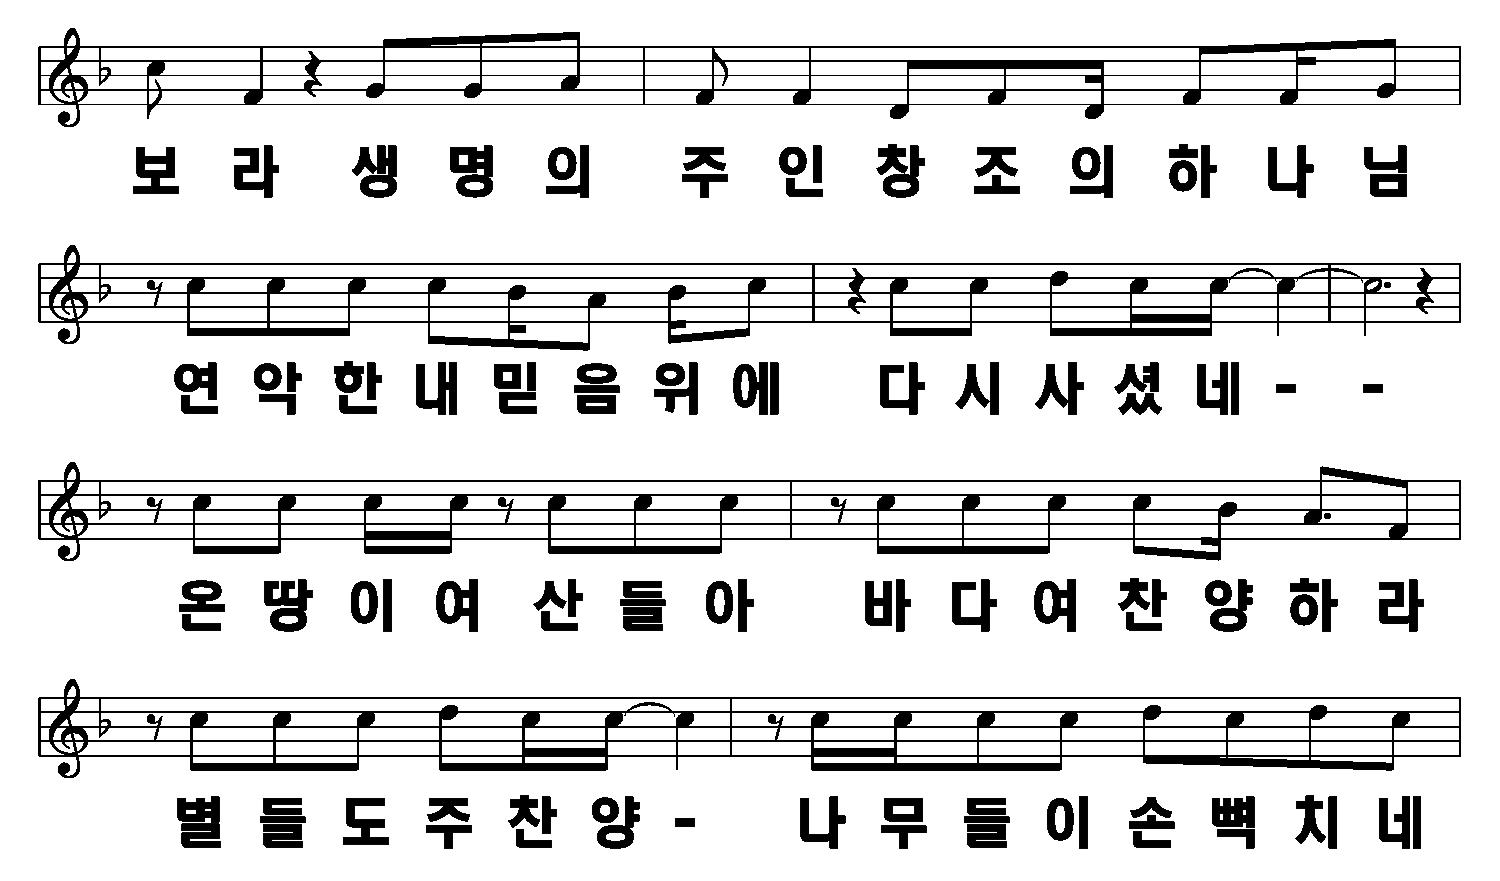 보 라 생 명 의 주 인 창 조 의 하 나 님
연 악 한 내 믿 음 위 에 다 시 사 셨 네 - -
온 땅 이 여 산 들 아 바 다 여 찬 양 하 라
별 들 도 주 찬 양 - 나 무 들 이 손 뼉 치 네